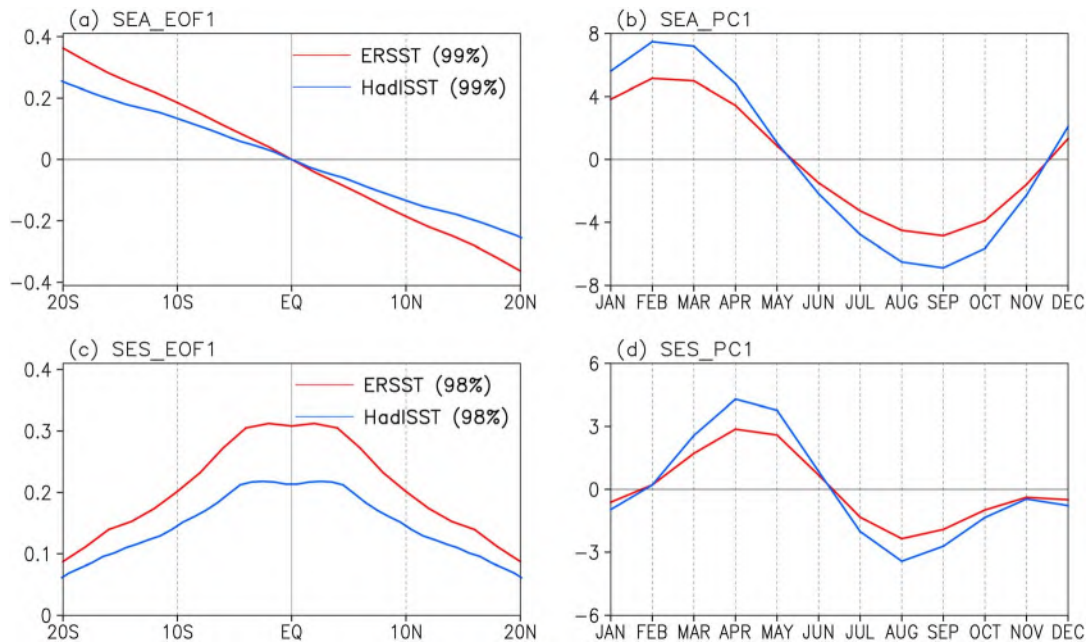 (a) SEA_EOF1
0.4
0.2
0
−0.2
−0.4
20S 10S EQ 10N 20N
ERSST (99%)
HadISST (99%)
(b) SEA_PC1
8
4
0
−4
−8
JAN FEB MAR APR MAY JUN JUL AUG SEP OCT NOV DEC
(c) SES_EOF1
0.4
0.3
0.2
0.1
0
20S 10S EQ 10N 20N
ERSST (98%)
HadISST (98%)
(d) SES_PC1
6
3
0
−3
−6
JAN FEB MAR APR MAY JUN JUL AUG SEP OCT NOV DEC